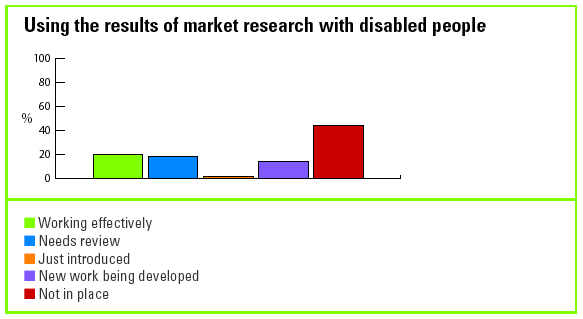 Using the results of market research with disabled people
100
80
60
%
40
20
0
Working effectively
Needs review
Just introduced
New work being developed
Not in place